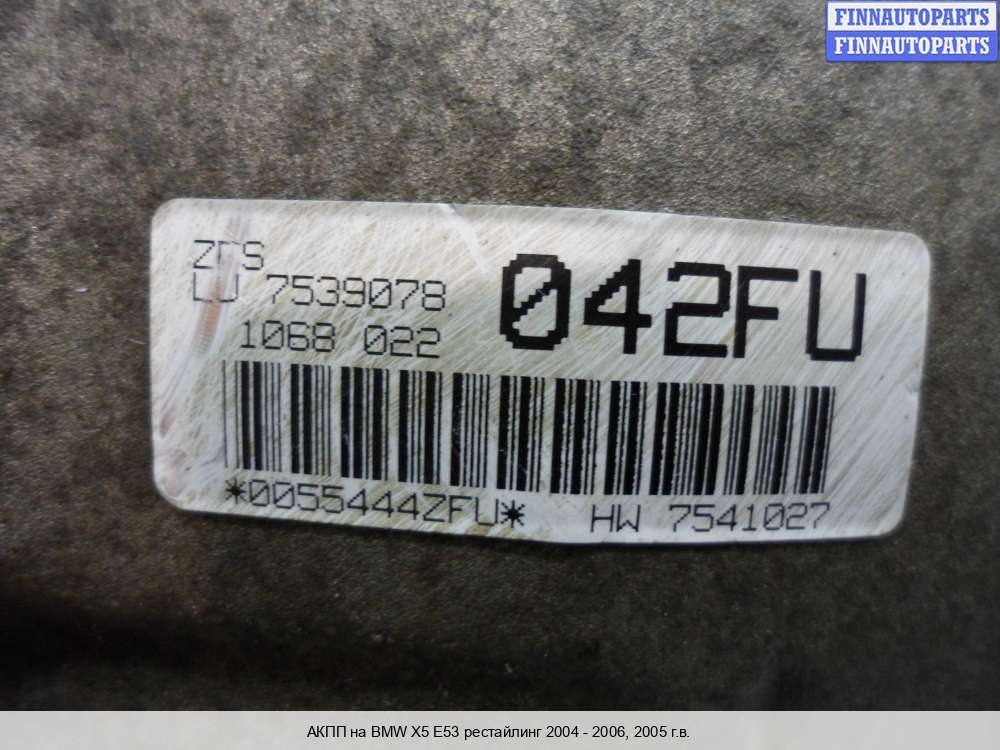 FINNAUTOPARTS
FINNAUTOPARTS
ZFS
LU 7539078
1068 022
042FU
*0055444ZFU*
HW 7541027
АКПП на BMW X5 E53 рестайлинг 2004 - 2006, 2005 г.в.